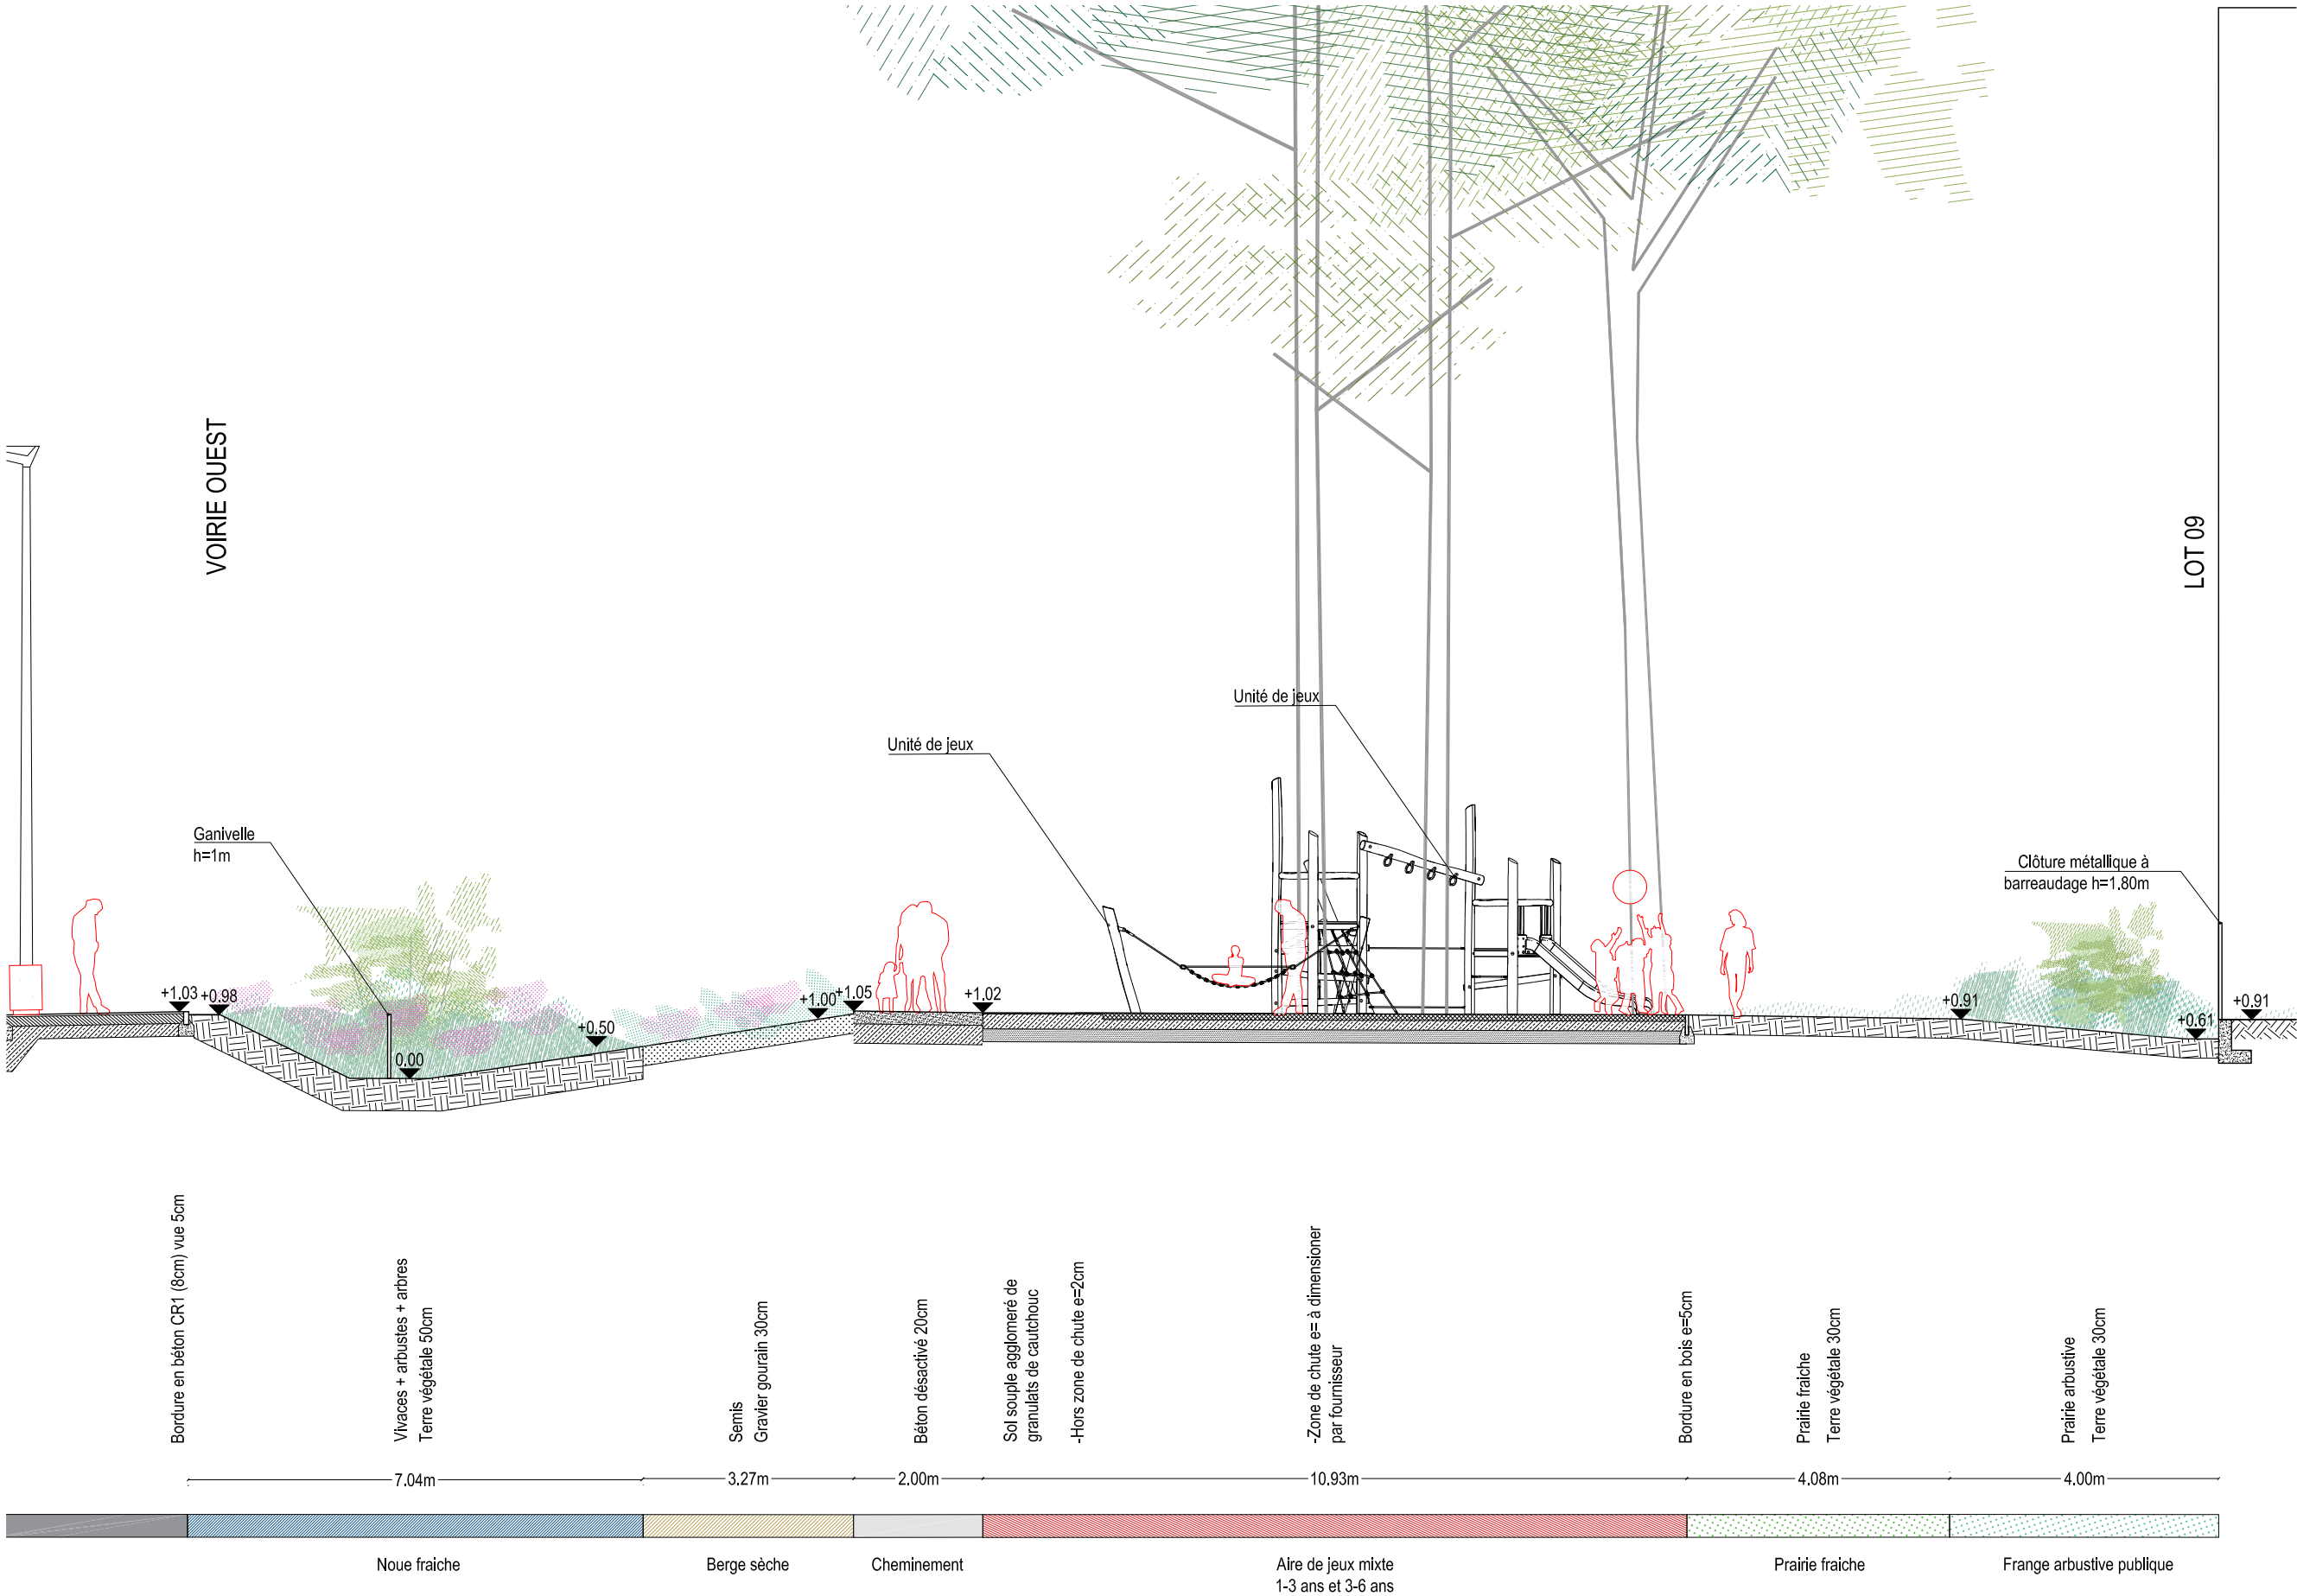 VOIRIE OUEST
LOT 09
Unité de jeux
Unité de jeux
Ganivelle
h=1m
Clôture métallique à
barreaudage h=1,80m
+1.03
+0.98
0.00
+0.50
+1.00
+1.05
+1.02
+0.91
+0.61
+0.91
Bordure en béton CR1 (8cm) vue 5cm
Vivaces + arbustes + arbres
Terre végétale 50cm
Semis
Gravier gourain 30cm
Béton désactivé 20cm
Sol souple aggloméré de
granulats de cautchouc
-Hors zone de chute e=2cm
-Zone de chute e= à dimensioner
par fournisseur
Bordure en bois e=5cm
Prairie fraiche
Terre végétale 30cm
Prairie arbustive
Terre végétale 30cm
7.04m
3.27m
2.00m
10.93m
4.08m
4.00m
Noue fraiche
Berge sèche
Cheminement
Aire de jeux mixte
1-3 ans et 3-6 ans
Prairie fraiche
Frange arbustive publique